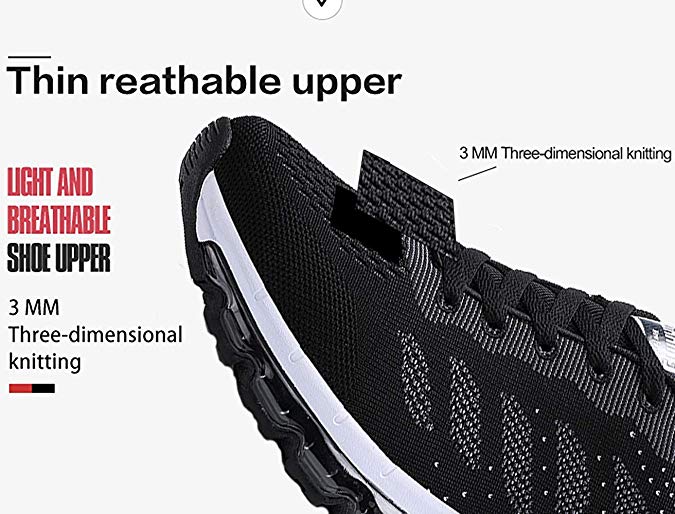 Thin reathable upper
3 MM Three-dimensional knitting
LIGHT AND
BREATHABLE
SHOE UPPER
3 MM
Three-dimensional
knitting